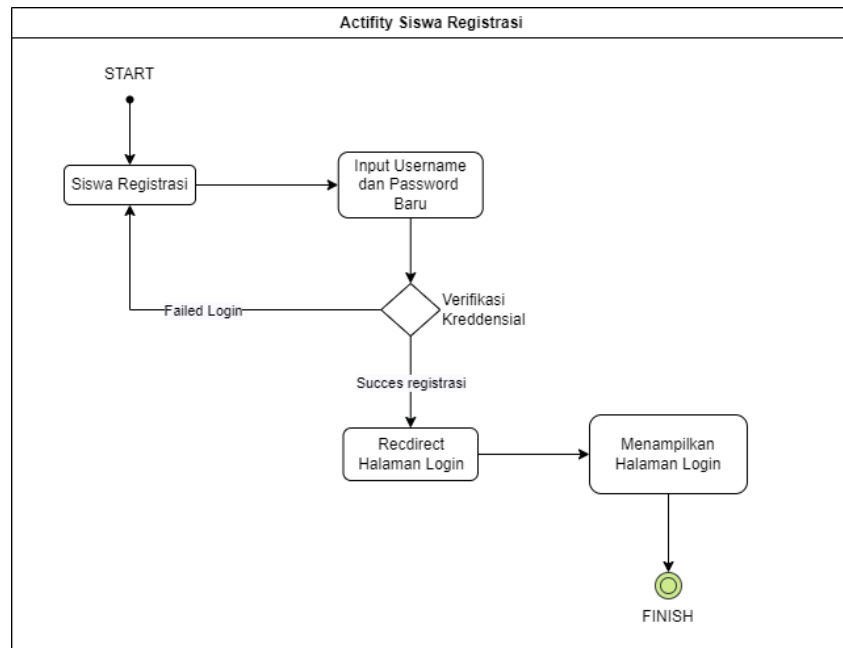 Actifity Siswa Registrasi
START
Siswa Registrasi
Input Username
dan Password
Baru
Verifikasi
Kreddensial
Failed Login
Succes registrasi
Recdirect
Halaman Login
Menampilkan
Halaman Login
FINISH